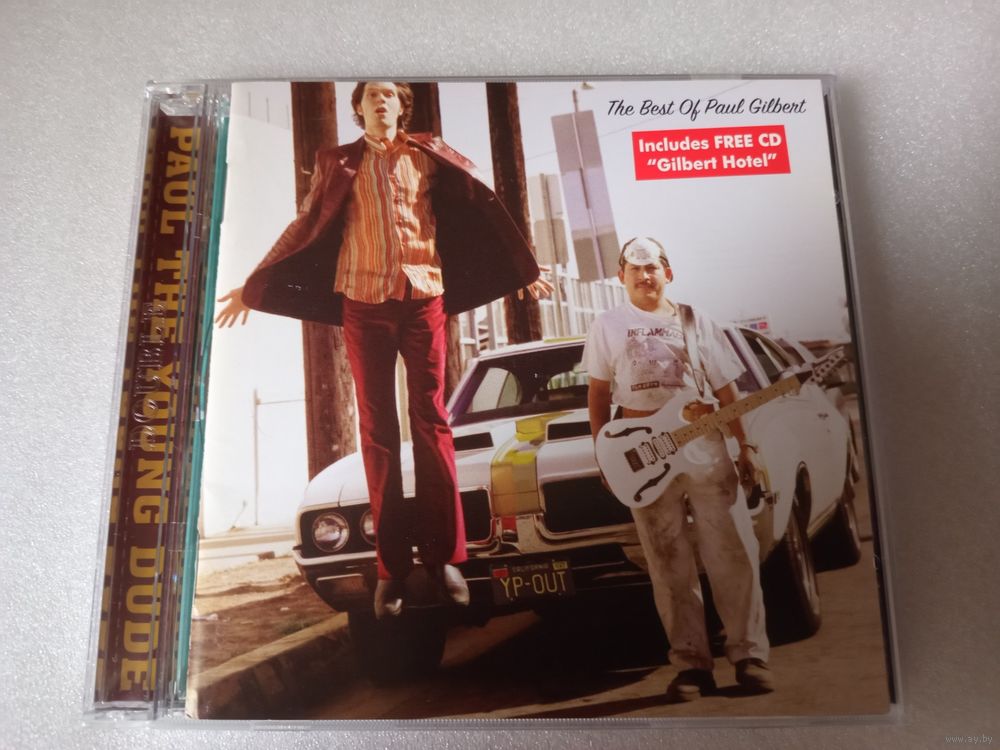 The Best Of Paul Gilbert
Includes FREE CD
"Gilbert Hotel"
PAUL THE YOUNG DUDE
INFLAMMA
CALIFORNIA
YP-OUT
www.ay.by